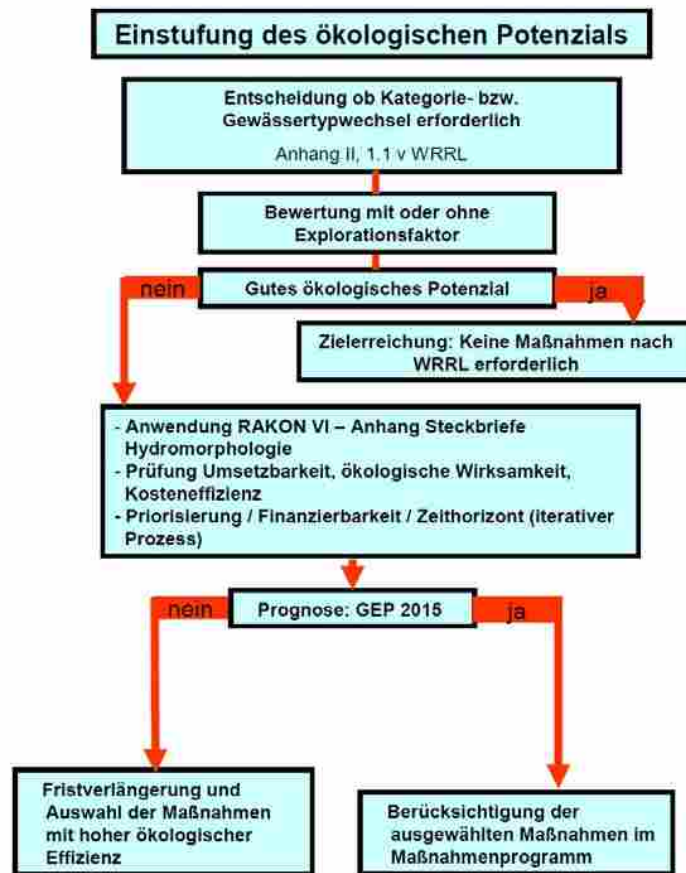 Einstufung des ökologischen Potenzials
Entscheidung ob Kategorie- bzw.
Gewässertypwechsel erforderlich
Anhang II, 1.1 v WRRL
Bewertung mit oder ohne
Explorationsfaktor
nein
Gutes ökologisches Potenzial
ja
Zielerreichung: Keine Maßnahmen nach
WRRL erforderlich
- Anwendung RAKON VI – Anhang Steckbriefe
Hydromorphologie
- Prüfung Umsetzbarkeit, ökologische Wirksamkeit,
Kosteneffizienz
- Priorisierung / Finanzierbarkeit / Zeithorizont (iterativer
Prozess)
nein
Prognose: GEP 2015
ja
Fristverlängerung und
Auswahl der Maßnahmen
mit hoher ökologischer
Effizienz
Berücksichtigung der
ausgewählten Maßnahmen im
Maßnahmenprogramm